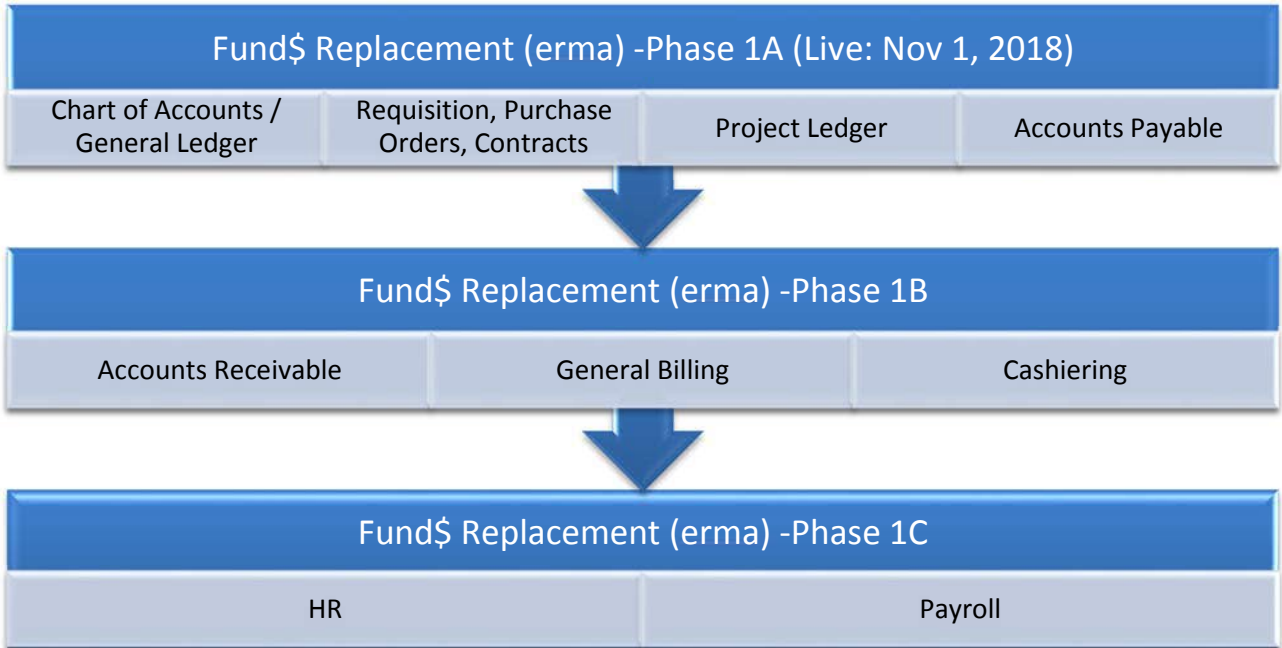 Fund$ Replacement (erma) -Phase 1A (Live: Nov 1, 2018)
Chart of Accounts /
General Ledger
Requisition, Purchase
Orders, Contracts
Project Ledger
Accounts Payable
Fund$ Replacement (erma) -Phase 1B
Accounts Receivable
General Billing
Cashiering
Fund$ Replacement (erma) -Phase 1C
HR
Payroll